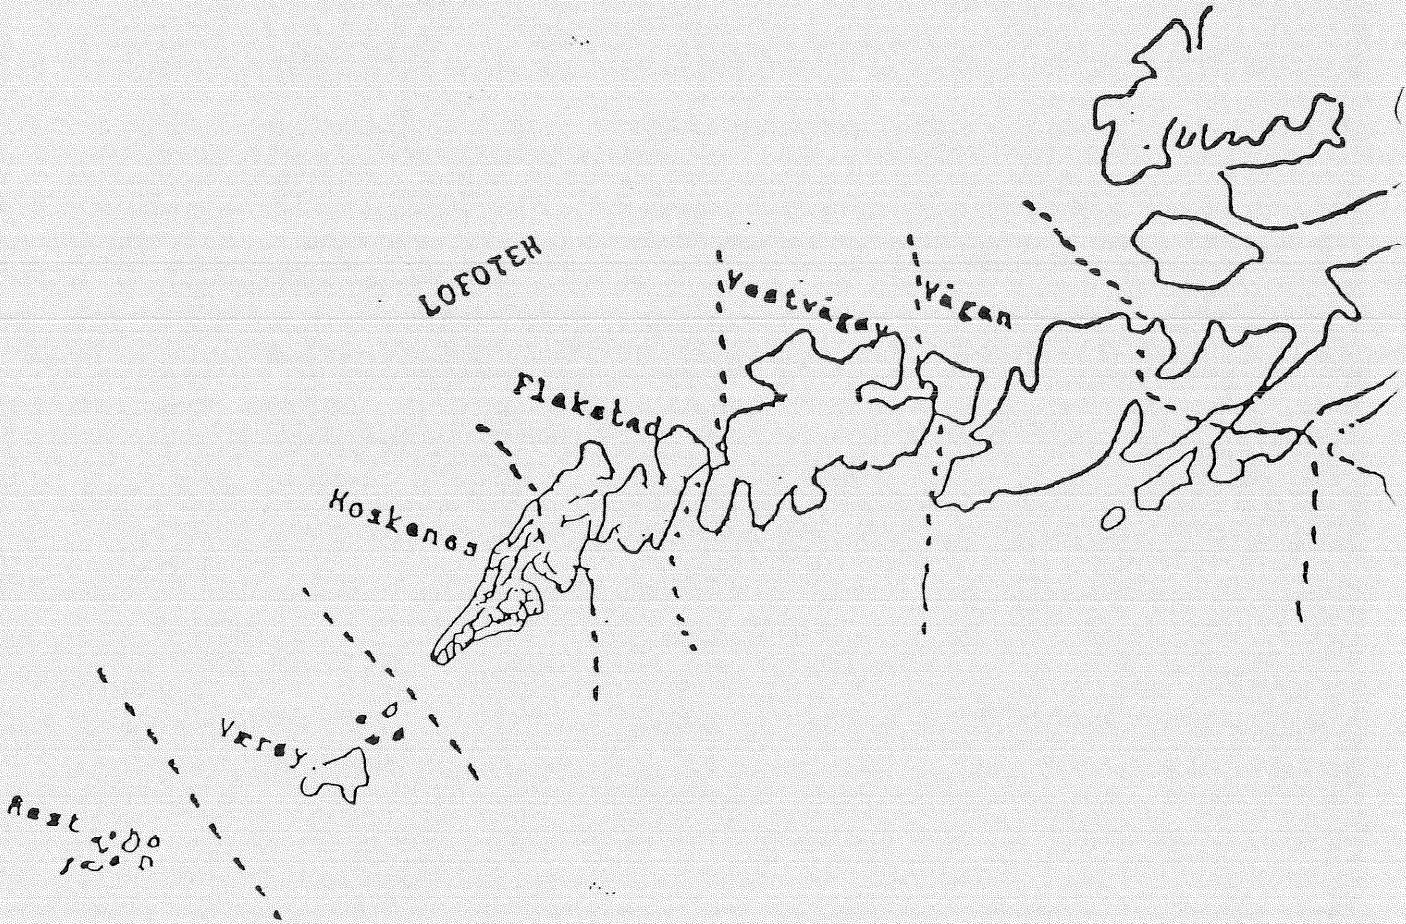 LOFOTEN
Vestvågøy
Vågan
Flakstad
Moskenes
Værøy
Røst